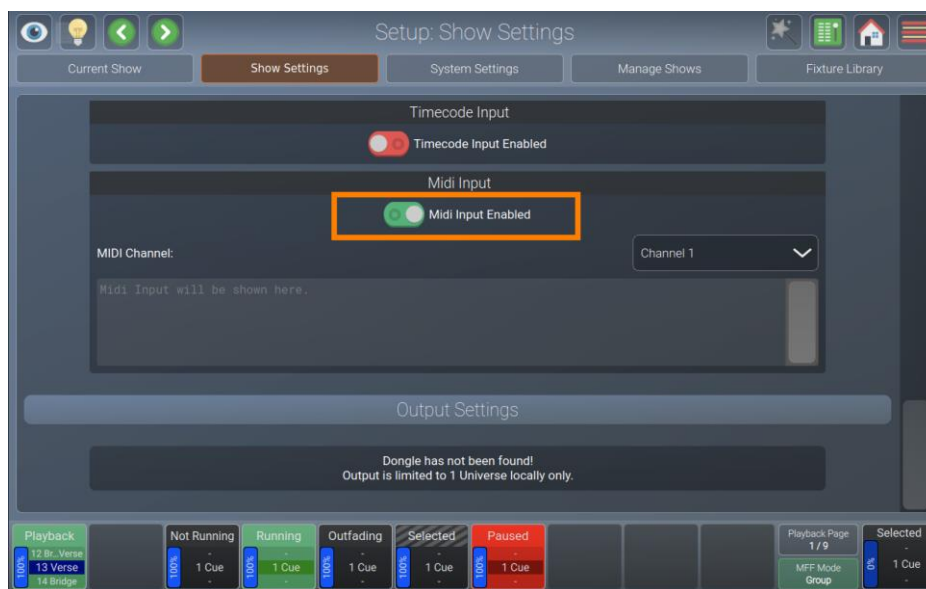 Setup: Show Settings
Current Show
Show Settings
System Settings
Manage Shows
Fixture Library
Timecode Input
Timecode Input Enabled
Midi Input
Midi Input Enabled
MIDI Channel:
Channel 1
Midi Input will be shown here.
Output Settings
Dongle has not been found!
Output is limited to 1 Universe locally only.
Playback
12 Br..Verse
13 Verse
14 Bridge
100%
Not Running
-
1 Cue
-
100%
Running
-
1 Cue
-
100%
Outfading
-
1 Cue
-
100%
Selected
-
1 Cue
-
100%
Paused
-
1 Cue
-
100%
Playback Page
1 / 9
MFF Mode
Group
Selected
-
1 Cue
-
0%